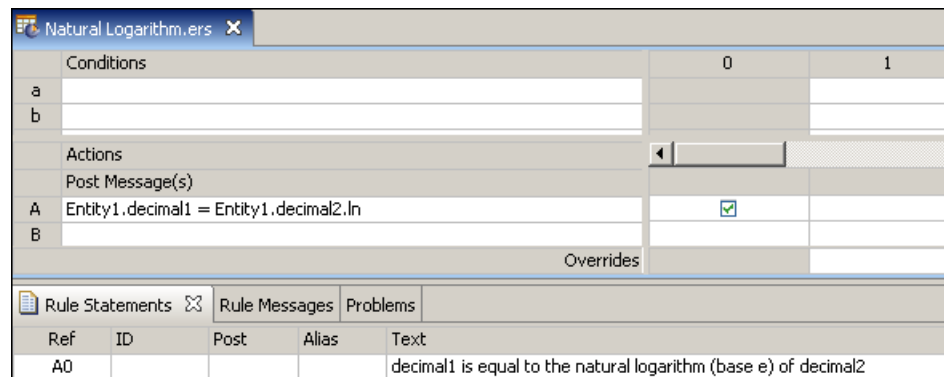 Natural Logarithm.ers
Conditions 0 1
a
b
Actions
Post Message(s)
A Entity1.decimal1 = Entity1.decimal2.ln
B
Overrides
Rule Statements Rule Messages Problems
Ref ID Post Alias Text
A0 decimal1 is equal to the natural logarithm (base e) of decimal2